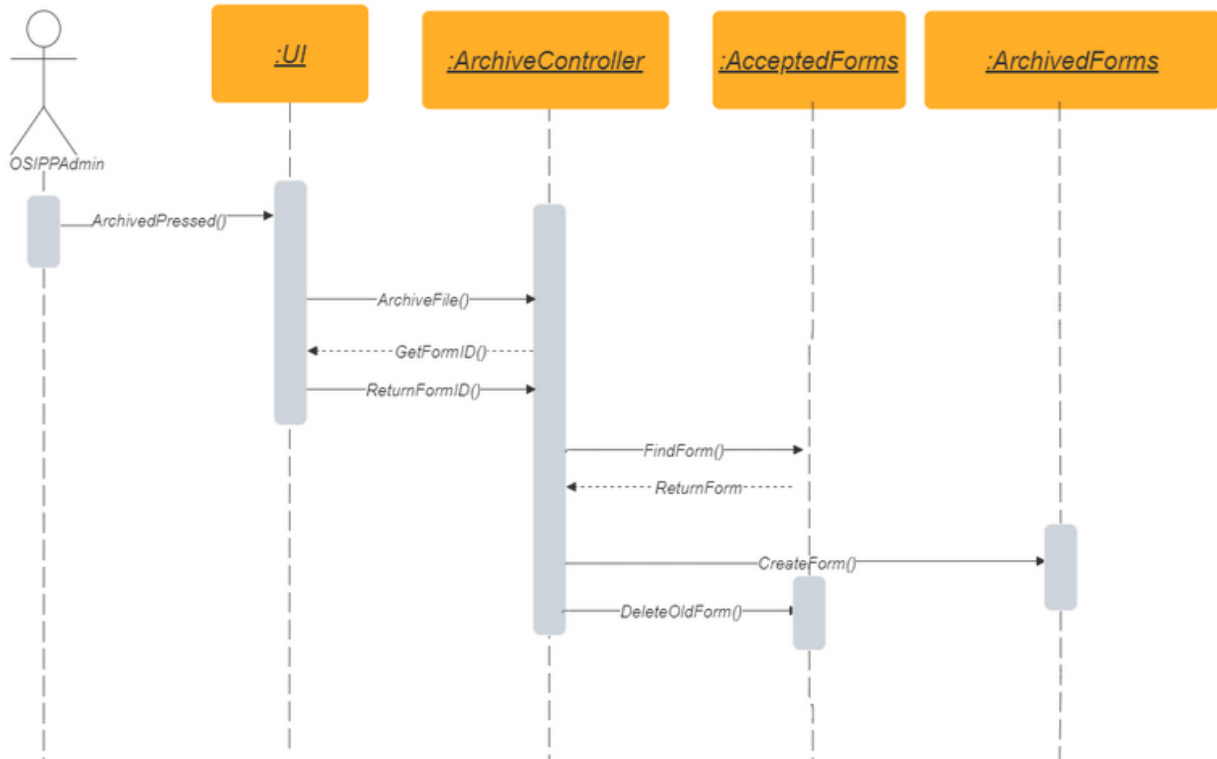 :UI
:ArchiveController
:AcceptedForms
:ArchivedForms
OSIPPAdmin
ArchivedPressed()
ArchiveFile()
GetFormID()
ReturnFormID()
FindForm()
ReturnForm
CreateForm()
DeleteOldForm()